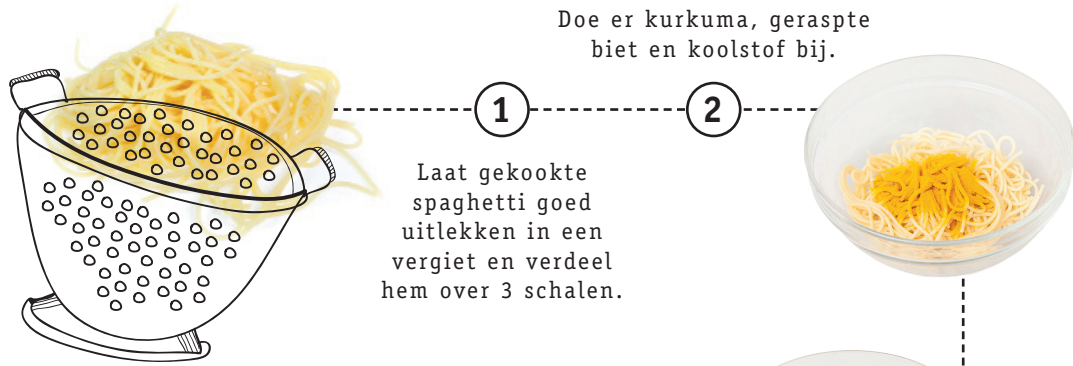 Doe er kurkuma, geraspte
biet en koolstof bij.
1
2
Laat gekookte
spaghetti goed
uitlekken in een
vergiet en verdeel
hem over 3 schalen.